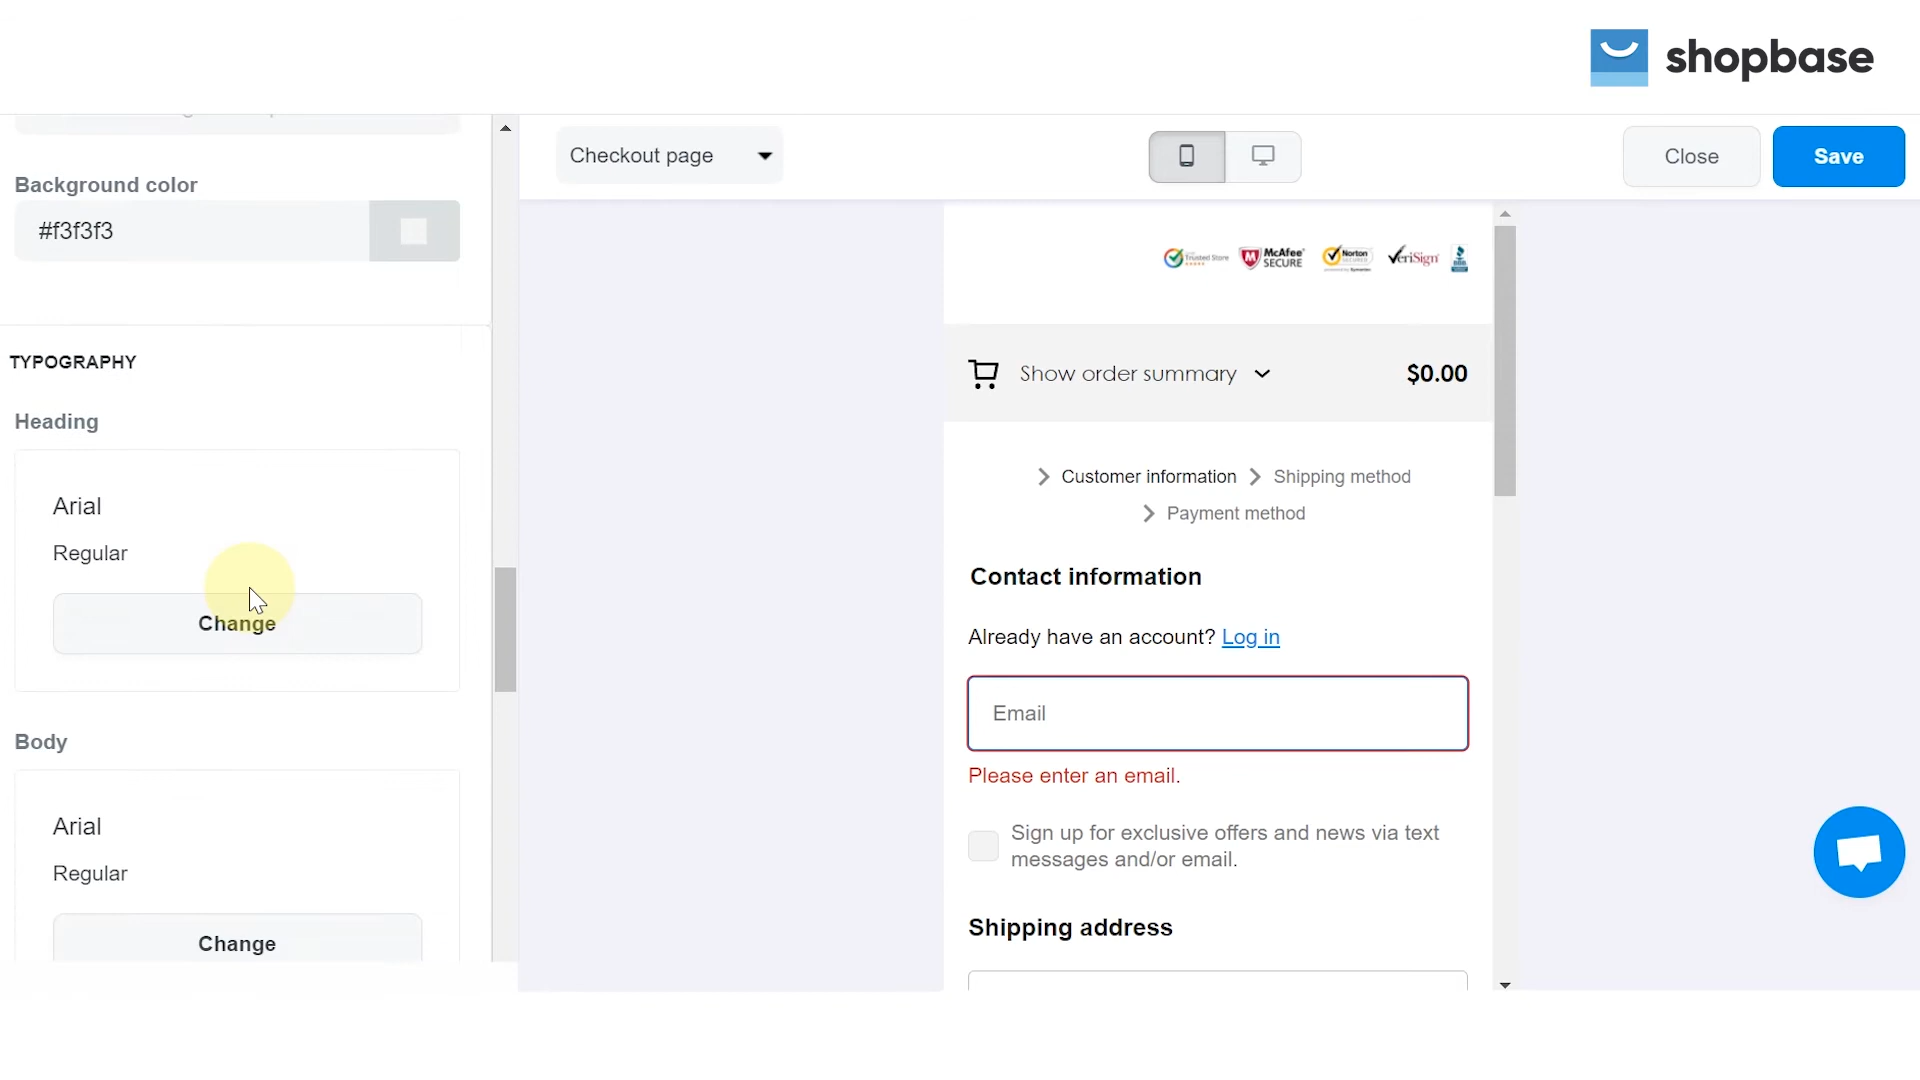 shopbase
Checkout page
Close
Save
Background color
#f3f3f3
TYPOGRAPHY
Heading
Arial
Regular
Change
Body
Arial
Regular
Change
Trusted Store
McAfee
SECURE
Norton
VeriSign
Show order summary
$0.00
Customer information
Shipping method
Payment method
Contact information
Already have an account? Log in
Email
Please enter an email.
Sign up for exclusive offers and news via text
messages and/or email.
Shipping address